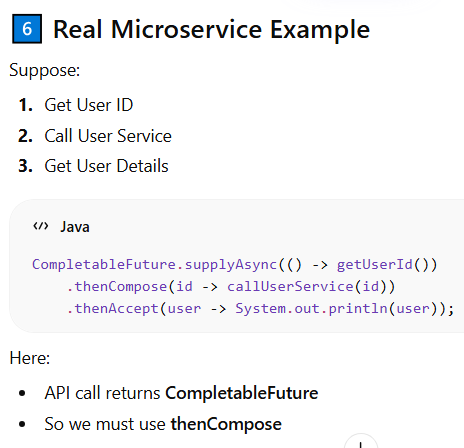 6 Real Microservice Example
Suppose:
1. Get User ID
2. Call User Service
3. Get User Details
</> Java
CompletableFuture.supplyAsync(() -> getUserId())
    .thenCompose(id -> callUserService(id))
    .thenAccept(user -> System.out.println(user));
Here:
• API call returns CompletableFuture
• So we must use thenCompose